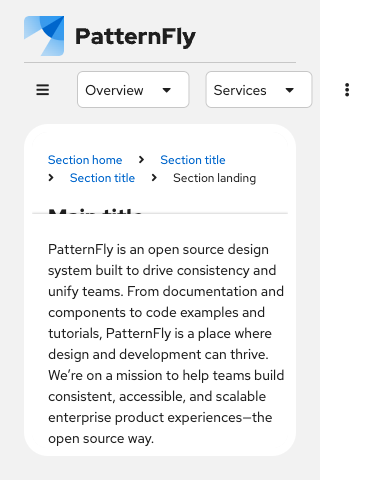 PatternFly
Overview
Services
Section home
Section title
Section title
Section landing
Main title
PatternFly is an open source design
system built to drive consistency and
unify teams. From documentation and
components to code examples and
tutorials, PatternFly is a place where
design and development can thrive.
We’re on a mission to help teams build
consistent, accessible, and scalable
enterprise product experiences—the
open source way.